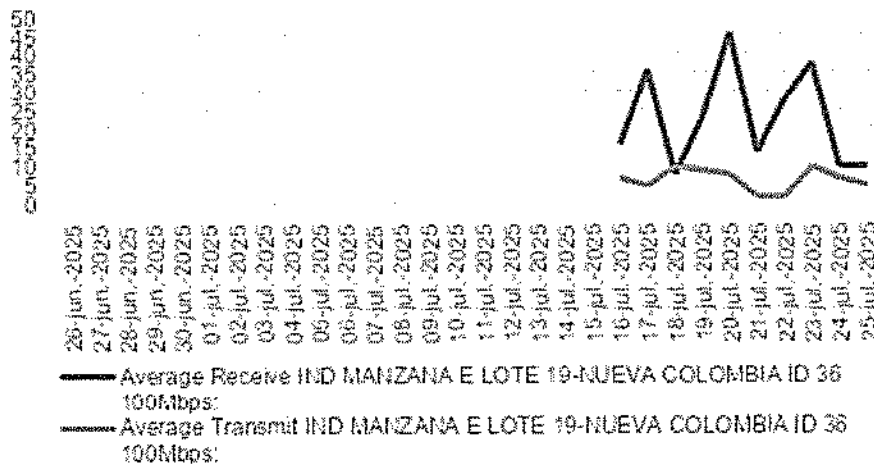 26-jun.-2025
27-jun.-2025
28-jun.-2025
29-jun.-2025
30-jun.-2025
01-jul.-2025
02-jul.-2025
03-jul.-2025
04-jul.-2025
05-jul.-2025
06-jul.-2025
07-jul.-2025
08-jul.-2025
09-jul.-2025
10-jul.-2025
11-jul.-2025
12-jul.-2025
13-jul.-2025
14-jul.-2025
15-jul.-2025
16-jul.-2025
17-jul.-2025
18-jul.-2025
19-jul.-2025
20-jul.-2025
21-jul.-2025
22-jul.-2025
23-jul.-2025
24-jul.-2025
25-jul.-2025
Average Receive IND MANZANA E LOTE 19-NUEVA COLOMBIA ID 36
100Mbps:
Average Transmit IND MANZANA E LOTE 19-NUEVA COLOMBIA ID 36
100Mbps: